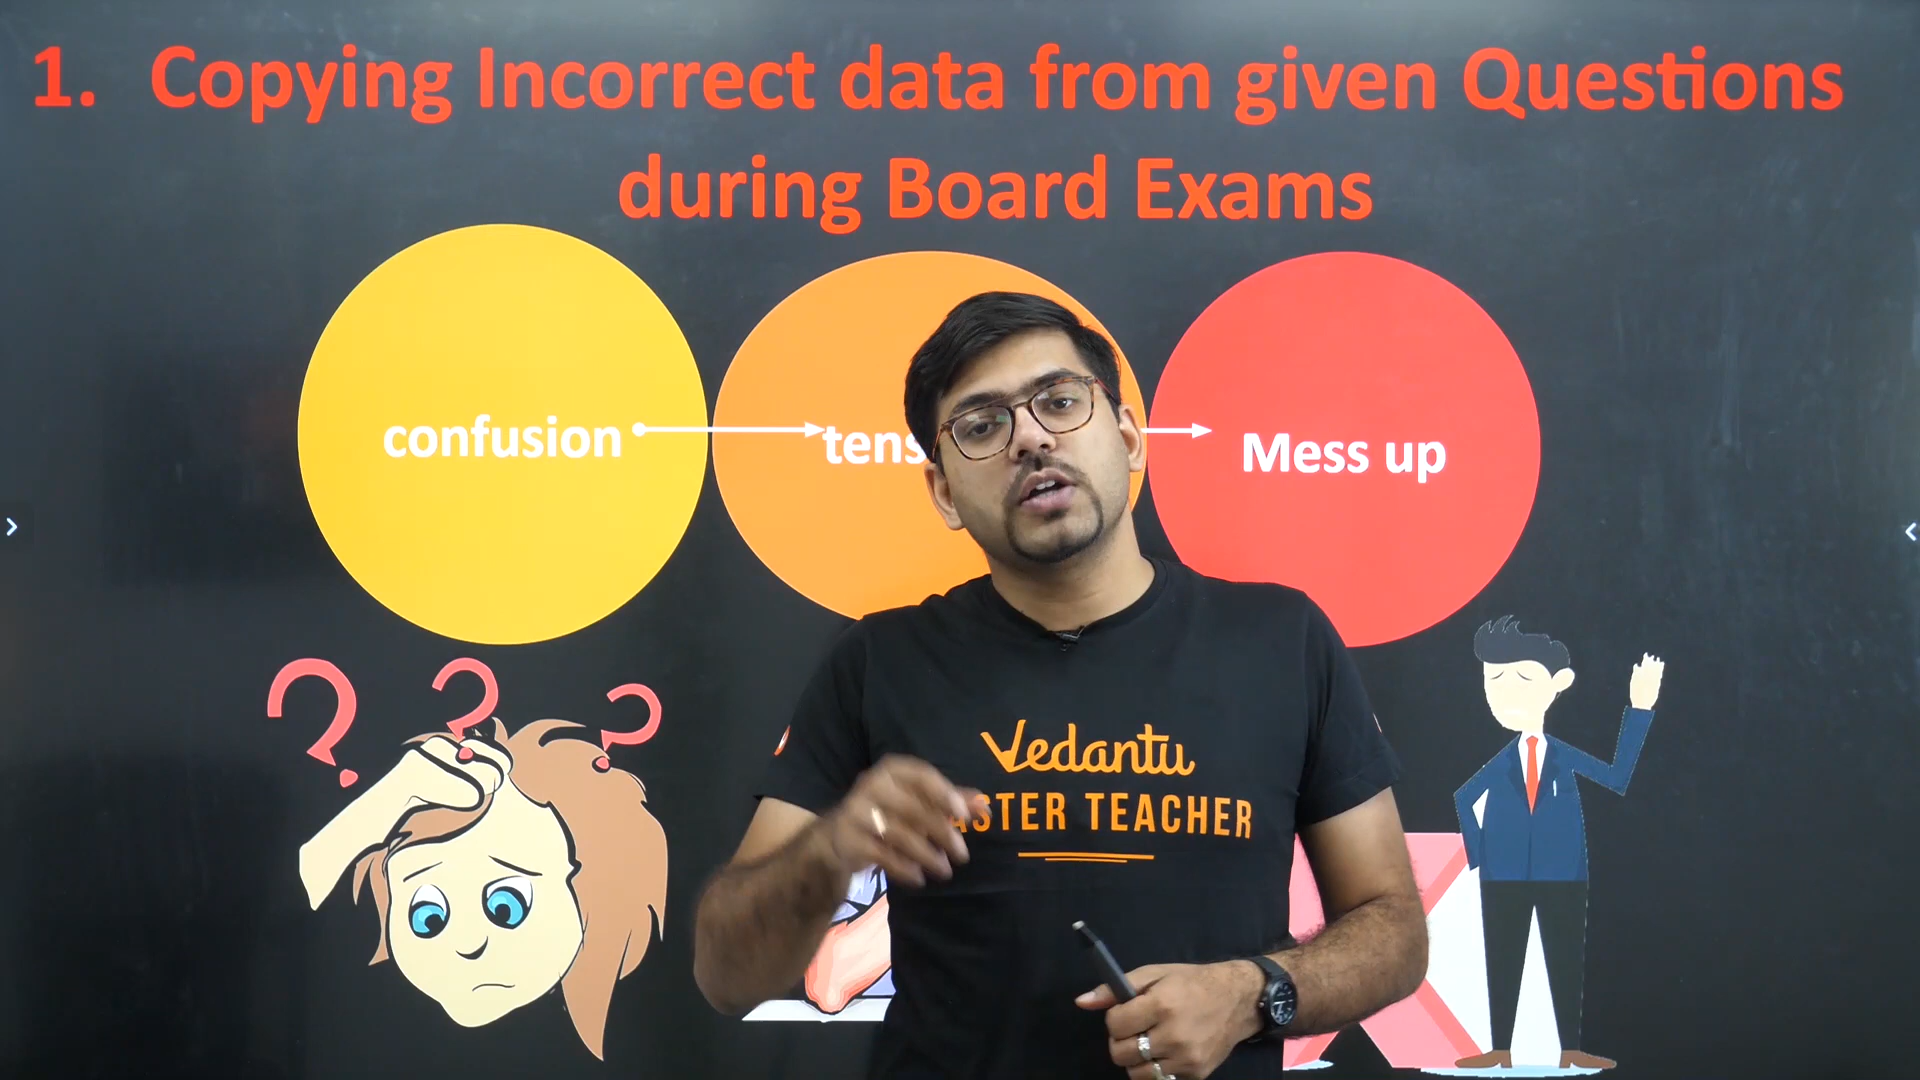 1. Copying Incorrect data from given Questions
during Board Exams
confusion
Mess up
Vedantu
TEACHER